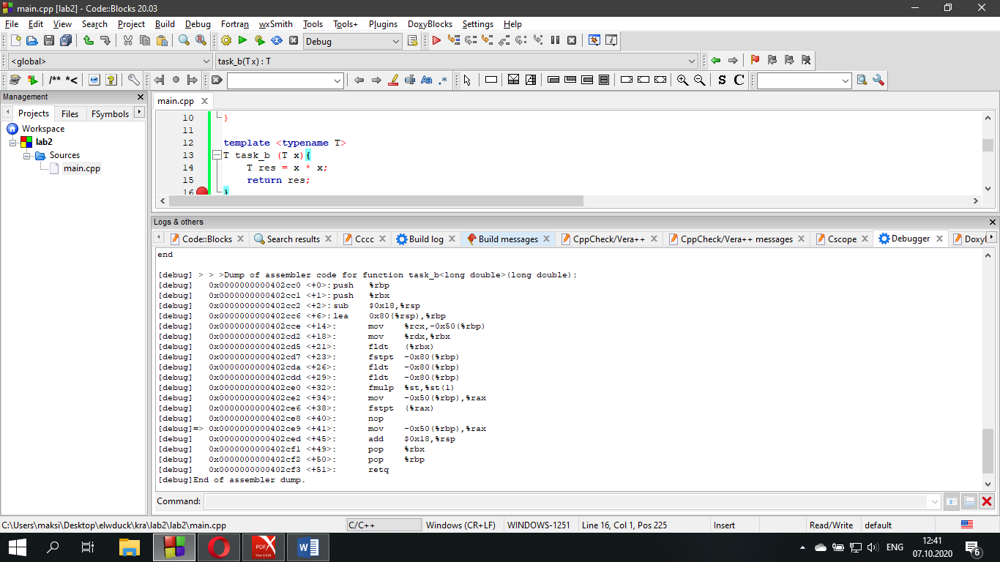 main.cpp [lab2] - Code::Blocks 20.03
File Edit View Search Project Build Debug Fortran wxSmith Tools Tools+ Plugins DoxyBlocks Settings Help
Debug
<global> task_b(T x) : T
/** *< Aa .* S C
Management
Projects Files FSymbols
Workspace
lab2
Sources
main.cpp
main.cpp
10 }
11
12 template <typename T>
13 T task_b (T x){
14 T res = x * x;
15 return res;
16 }
Logs & others
Code::Blocks Search results Cccc Build log Build messages CppCheck/Vera++ CppCheck/Vera++ messages Cscope Debugger Doxyl
end
[debug] > > >Dump of assembler code for function task_b<long double>(long double):
[debug] 0x0000000000402cc0 <+0>: push %rbp
[debug] 0x0000000000402cc1 <+1>: push %rbx
[debug] 0x0000000000402cc2 <+2>: sub $0x18,%rsp
[debug] 0x0000000000402cc6 <+6>: lea 0x80(%rsp),%rbp
[debug] 0x0000000000402cce <+14>: mov %rcx,-0x50(%rbp)
[debug] 0x0000000000402cd2 <+18>: mov %rdx,%rbx
[debug] 0x0000000000402cd5 <+21>: fldt (%rbx)
[debug] 0x0000000000402cd7 <+23>: fstpt -0x80(%rbp)
[debug] 0x0000000000402cda <+26>: fldt -0x80(%rbp)
[debug] 0x0000000000402cdd <+29>: fldt -0x80(%rbp)
[debug] 0x0000000000402ce0 <+32>: fmulp %st,%st(1)
[debug] 0x0000000000402ce2 <+34>: mov -0x50(%rbp),%rax
[debug] 0x0000000000402ce6 <+38>: fstpt (%rax)
[debug] 0x0000000000402ce8 <+40>: nop
[debug]=> 0x0000000000402ce9 <+41>: mov -0x50(%rbp),%rax
[debug] 0x0000000000402ced <+45>: add $0x18,%rsp
[debug] 0x0000000000402cf1 <+49>: pop %rbx
[debug] 0x0000000000402cf2 <+50>: pop %rbp
[debug] 0x0000000000402cf3 <+51>: retq
[debug]End of assembler dump.
Command:
C:\Users\maksi\Desktop\elwduck\kra\lab2\lab2\main.cpp C/C++ Windows (CR+LF) WINDOWS-1251 Line 16, Col 1, Pos 225 Insert Read/Write default
PDF X View & Edit W ENG 12:41
07.10.2020 6